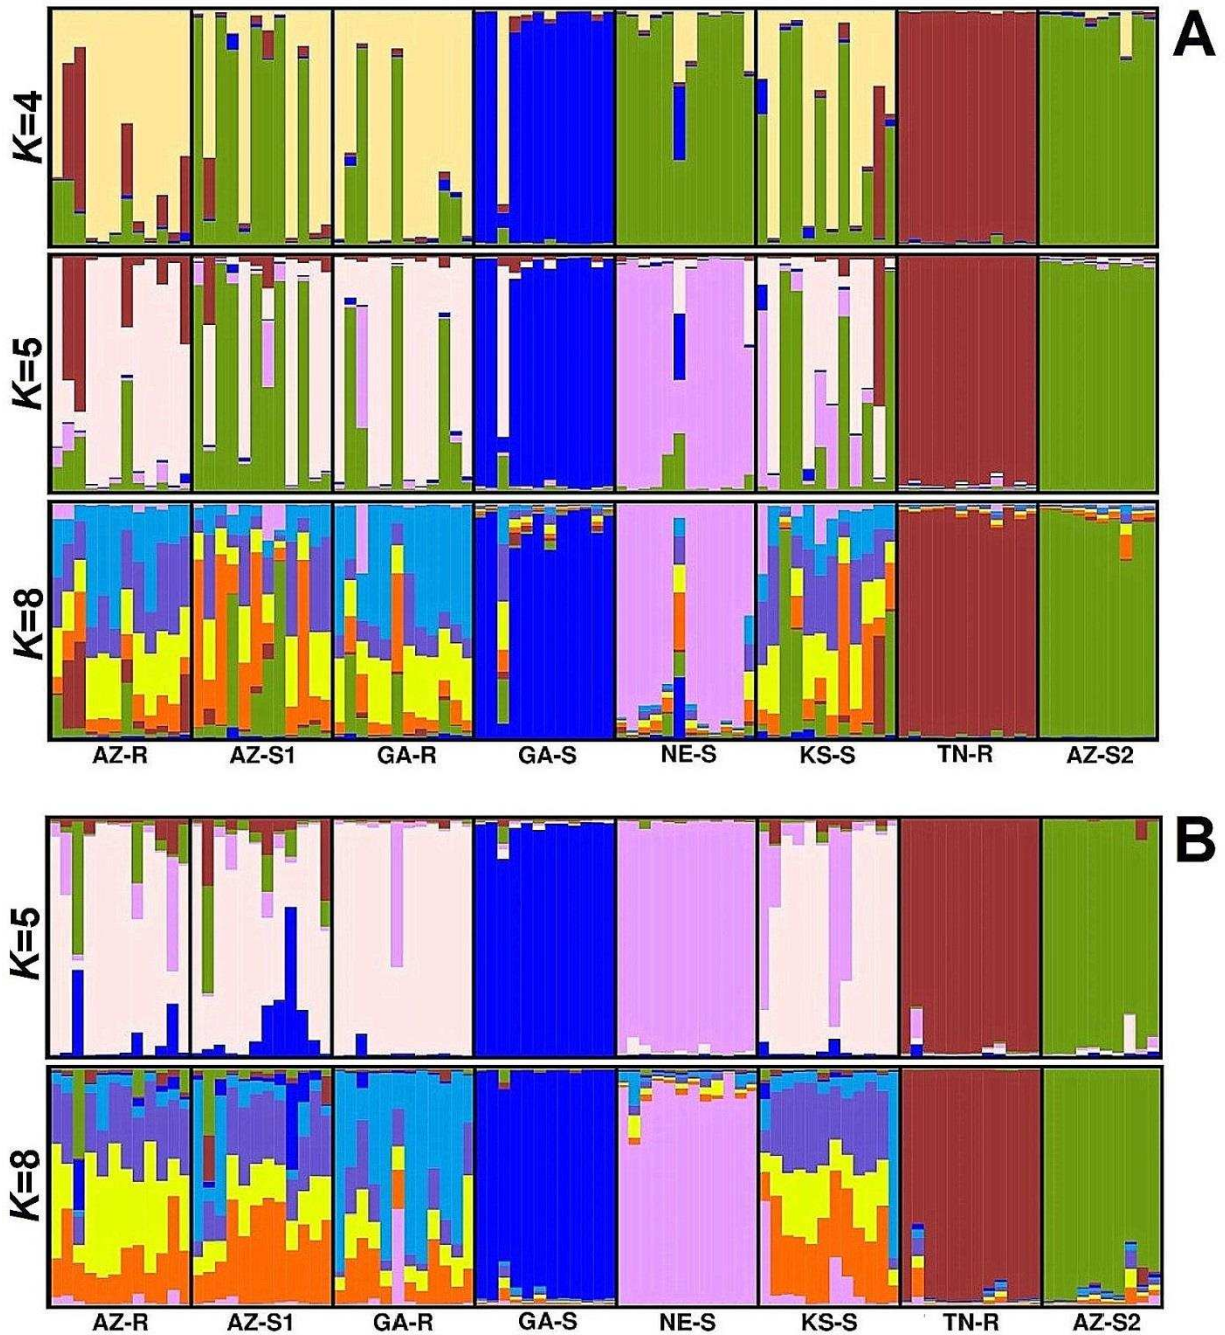 A
K=4
K=5
K=8
AZ-R AZ-S1 GA-R GA-S NE-S KS-S TN-R AZ-S2
B
K=5
K=8
AZ-R AZ-S1 GA-R GA-S NE-S KS-S TN-R AZ-S2